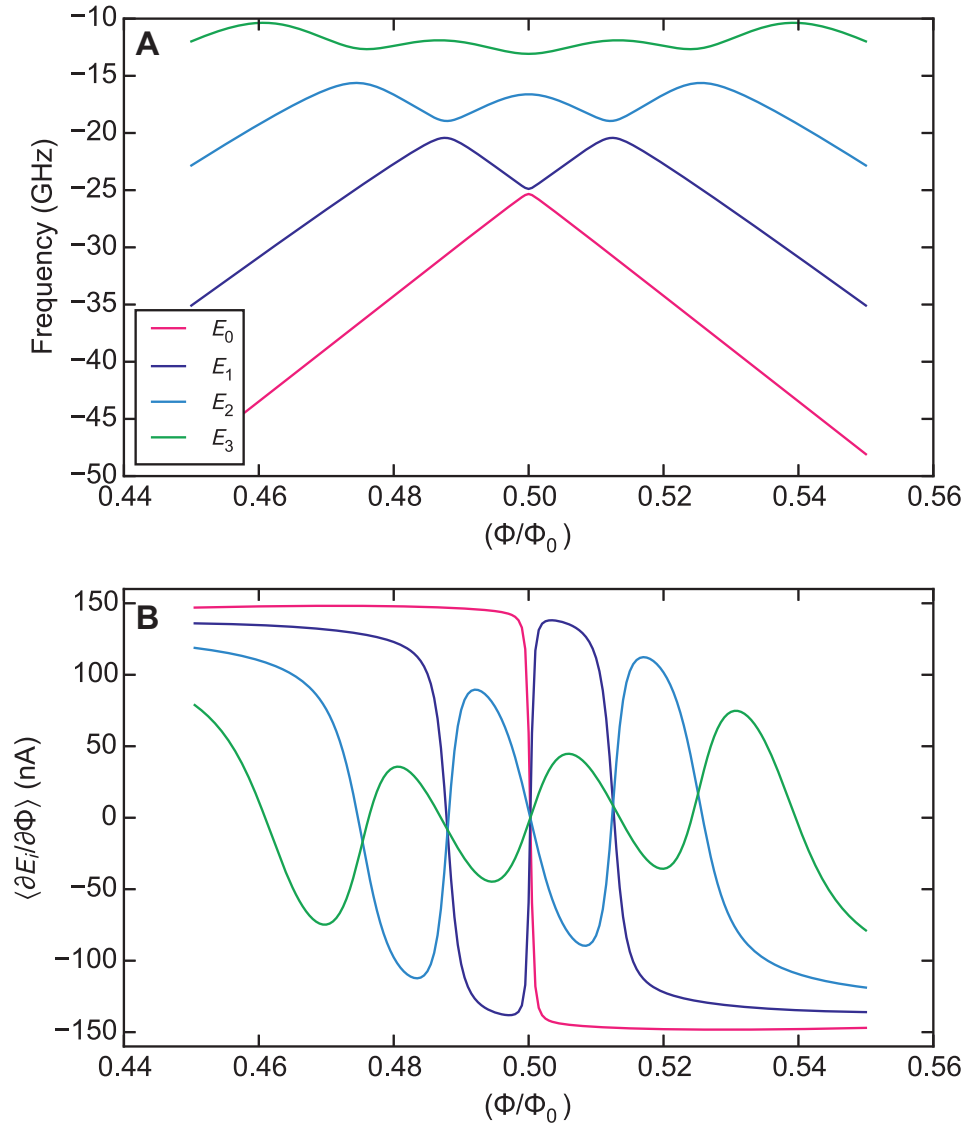 A
Frequency (GHz)
−10
−15
−20
−25
−30
−35
−40
−45
−50
E0
E1
E2
E3
0.44 0.46 0.48 0.50 0.52 0.54 0.56
(Φ/Φ0)
B
⟨∂Ei/∂Φ⟩ (nA)
150
100
50
0
−50
−100
−150
0.44 0.46 0.48 0.50 0.52 0.54 0.56
(Φ/Φ0)